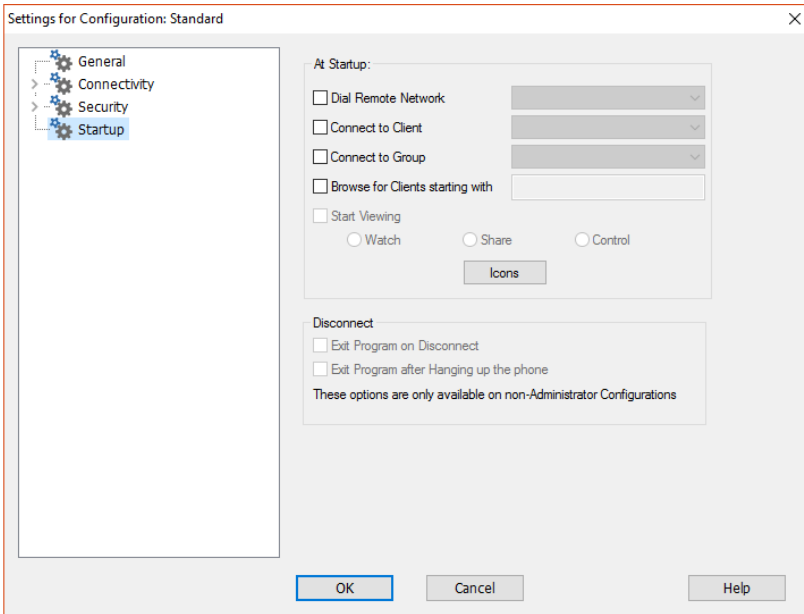 Settings for Configuration: Standard
General
Connectivity
Security
Startup
At Startup:
Dial Remote Network
Connect to Client
Connect to Group
Browse for Clients starting with
Start Viewing
Watch Share Control
Icons
Disconnect
Exit Program on Disconnect
Exit Program after Hanging up the phone
These options are only available on non-Administrator Configurations
OK Cancel Help